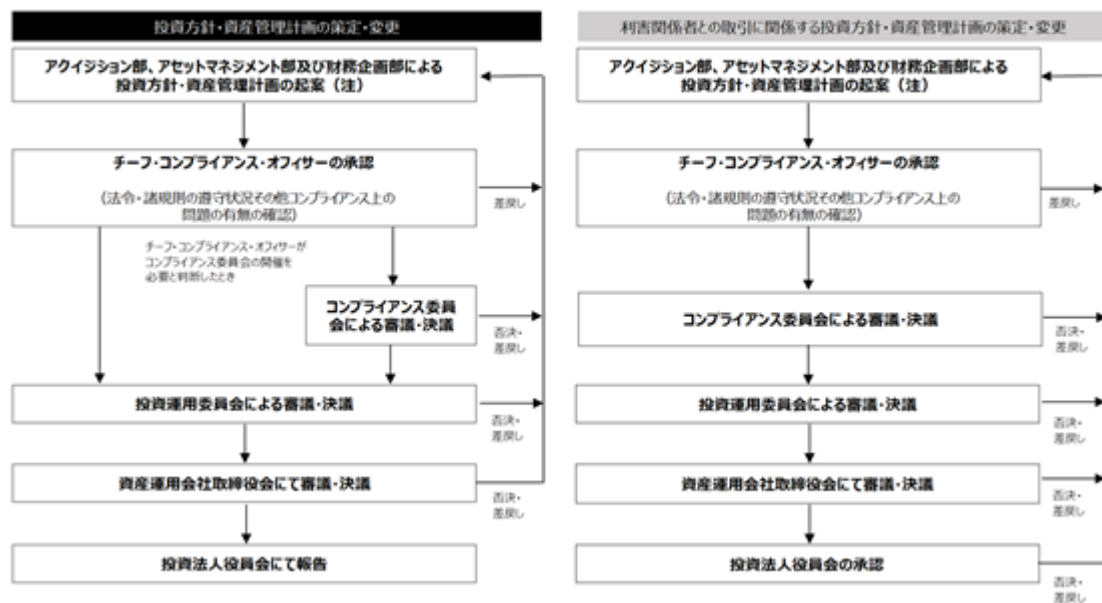 投資方針・資産管理計画の策定・変更
アクイジション部、アセットマネジメント部及び財務企画部による
投資方針・資産管理計画の起案（注）
チーフ・コンプライアンス・オフィサーの承認
（法令・諸規則の遵守状況その他コンプライアンス上の
問題の有無の確認）
差戻し
チーフ・コンプライアンス・オフィサーが
コンプライアンス委員会の開催を
必要と判断したとき
コンプライアンス委員
会による審議・決議
否決・
差戻し
投資運用委員会による審議・決議
否決・
差戻し
資産運用会社取締役会にて審議・決議
否決・
差戻し
投資法人役員会にて報告
利害関係者との取引に関係する投資方針・資産管理計画の策定・変更
アクイジション部、アセットマネジメント部及び財務企画部による
投資方針・資産管理計画の起案（注）
チーフ・コンプライアンス・オフィサーの承認
（法令・諸規則の遵守状況その他コンプライアンス上の
問題の有無の確認）
差戻し
コンプライアンス委員会による審議・決議
否決・
差戻し
投資運用委員会による審議・決議
否決・
差戻し
資産運用会社取締役会にて審議・決議
否決・
差戻し
投資法人役員会の承認
否決・
差戻し